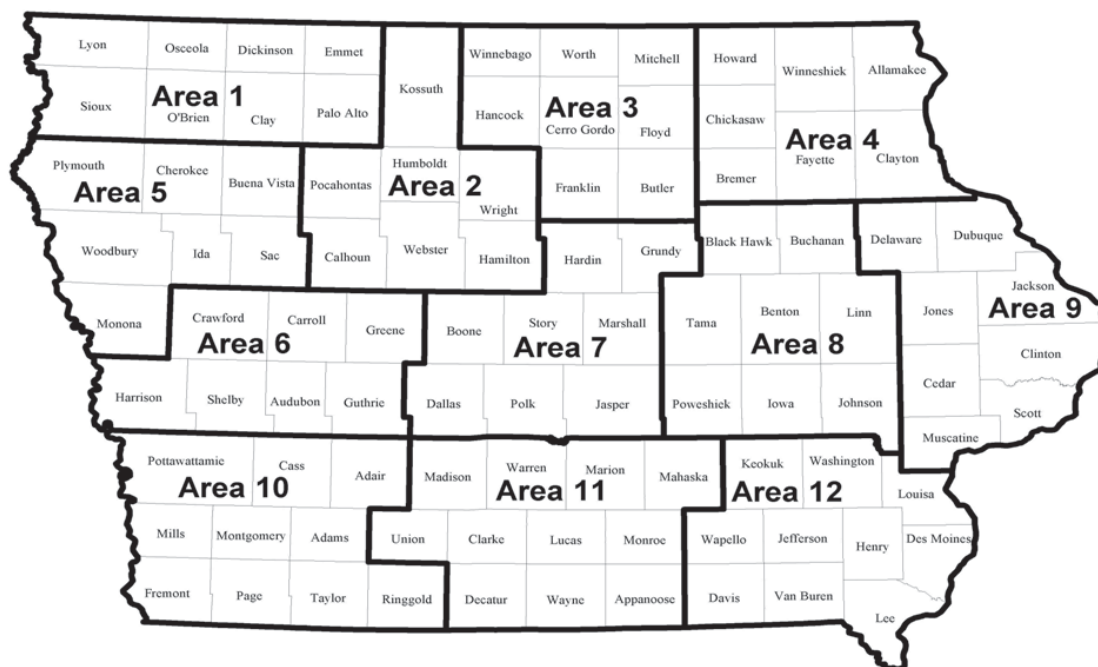 Lyon
Osceola
Dickinson
Emmet
Sioux
Area 1
O'Brien
Clay
Palo Alto
Kossuth
Humboldt
Area 2
Pocahontas
Wright
Calhoun
Webster
Hamilton
Winnebago
Worth
Mitchell
Hancock
Area 3
Cerro Gordo
Floyd
Franklin
Butler
Howard
Winneshiek
Allamakee
Chickasaw
Area 4
Fayette
Clayton
Bremer
Plymouth
Cherokee
Buena Vista
Area 5
Woodbury
Ida
Sac
Monona
Crawford
Carroll
Greene
Area 6
Harrison
Shelby
Audubon
Guthrie
Hardin
Grundy
Boone
Story
Marshall
Area 7
Dallas
Polk
Jasper
Black Hawk
Buchanan
Tama
Benton
Linn
Area 8
Poweshiek
Iowa
Johnson
Delaware
Dubuque
Jones
Jackson
Area 9
Clinton
Cedar
Scott
Muscatine
Pottawattamie
Cass
Adair
Area 10
Mills
Montgomery
Adams
Fremont
Page
Taylor
Ringgold
Madison
Warren
Marion
Mahaska
Area 11
Union
Clarke
Lucas
Monroe
Decatur
Wayne
Appanoose
Keokuk
Washington
Area 12
Louisa
Wapello
Jefferson
Henry
Des Moines
Davis
Van Buren
Lee